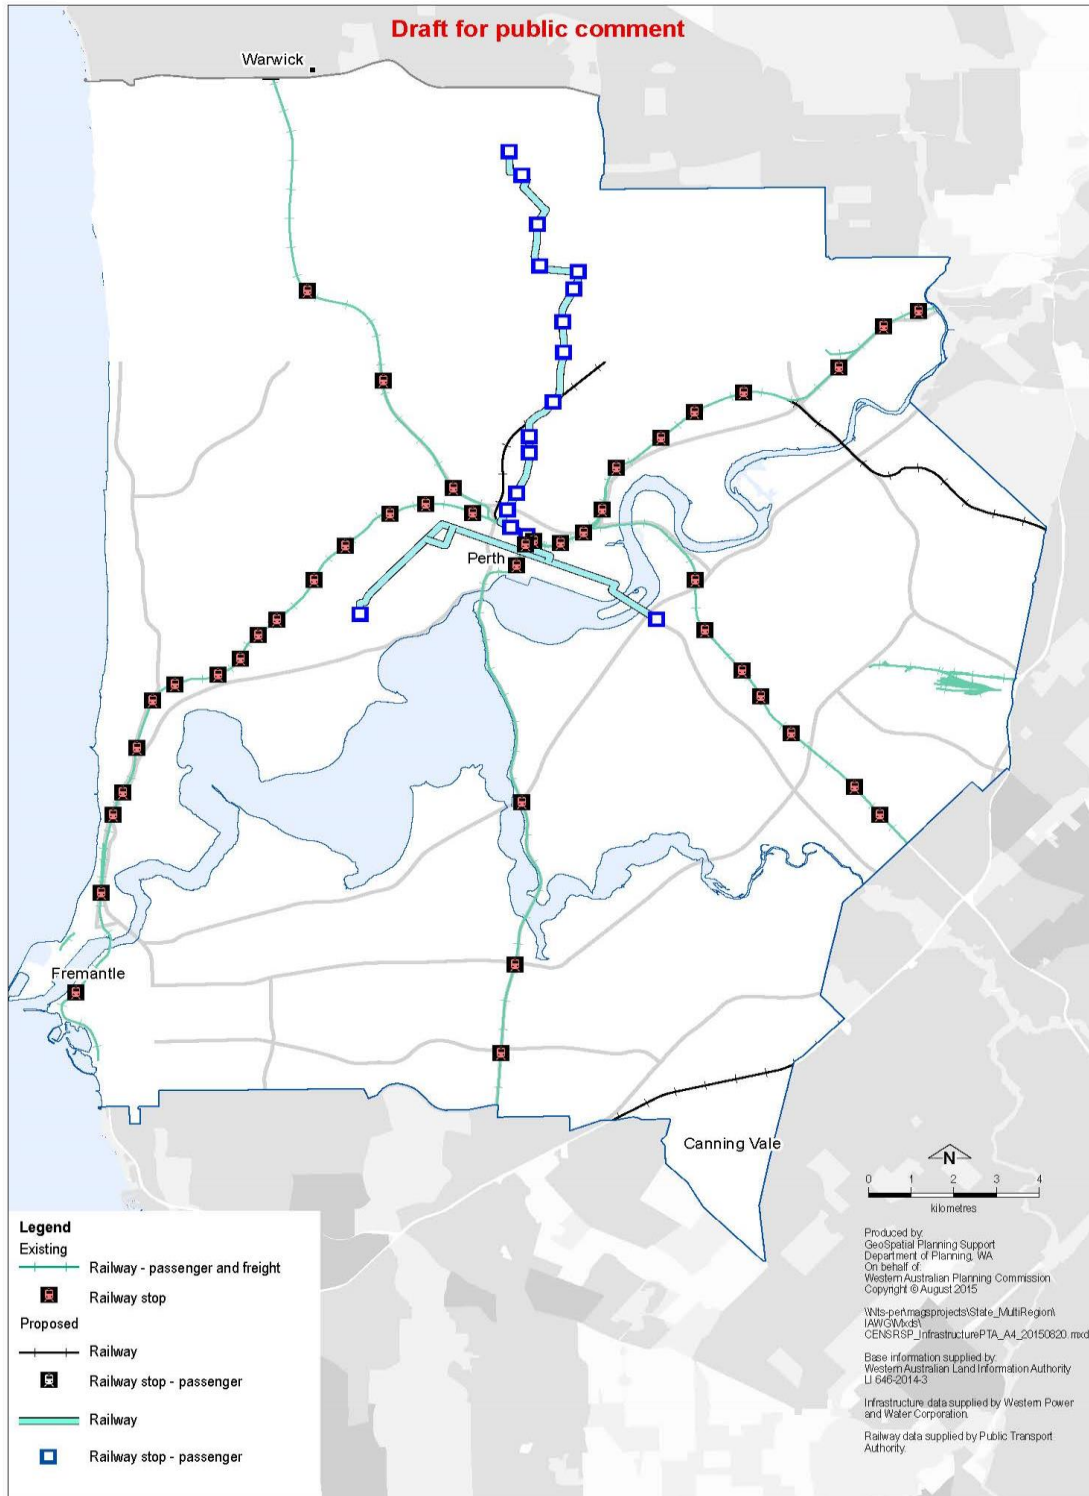 Draft for public comment
Warwick
Perth
Fremantle
Canning Vale
N
0 1 2 3 4
kilometres
Legend
Existing
Railway - passenger and freight
Railway stop
Proposed
Railway
Railway stop - passenger
Railway
Railway stop - passenger
Produced by:
GeoSpatial Planning Support
Department of Planning, WA
On behalf of:
Western Australian Planning Commission
Copyright © August 2015
\\Nts-per\magsprojects\State_MultiRegion\
IAWG\Mxds\
CENSRSP_InfrastructurePTA_A4_20150820.mxd
Base information supplied by:
Western Australian Land Information Authority
LI 646-2014-3
Infrastructure data supplied by Western Power
and Water Corporation.
Railway data supplied by Public Transport
Authority.